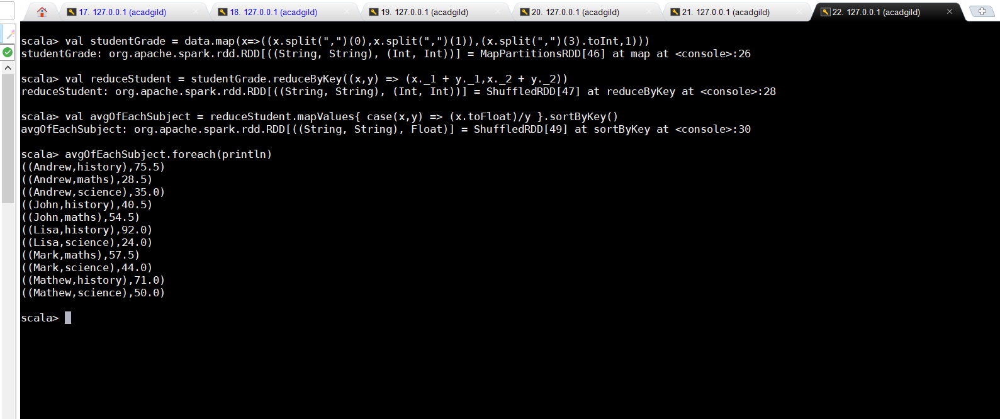 17. 127.0.0.1 (acadgild)
18. 127.0.0.1 (acadgild)
19. 127.0.0.1 (acadgild)
20. 127.0.0.1 (acadgild)
21. 127.0.0.1 (acadgild)
22. 127.0.0.1 (acadgild)
scala> val studentGrade = data.map(x=>((x.split(",")(0),x.split(",")(1)),(x.split(",")(3).toInt,1)))
studentGrade: org.apache.spark.rdd.RDD[((String, String), (Int, Int))] = MapPartitionsRDD[46] at map at <console>:26
scala> val reduceStudent = studentGrade.reduceByKey((x,y) => (x._1 + y._1,x._2 + y._2))
reduceStudent: org.apache.spark.rdd.RDD[((String, String), (Int, Int))] = ShuffledRDD[47] at reduceByKey at <console>:28
scala> val avgOfEachSubject = reduceStudent.mapValues{ case(x,y) => (x.toFloat)/y }.sortByKey()
avgOfEachSubject: org.apache.spark.rdd.RDD[((String, String), Float)] = ShuffledRDD[49] at sortByKey at <console>:30
scala> avgOfEachSubject.foreach(println)
((Andrew,history),75.5)
((Andrew,maths),28.5)
((Andrew,science),35.0)
((John,history),40.5)
((John,maths),54.5)
((Lisa,history),92.0)
((Lisa,science),24.0)
((Mark,maths),57.5)
((Mark,science),44.0)
((Mathew,history),71.0)
((Mathew,science),50.0)
scala>